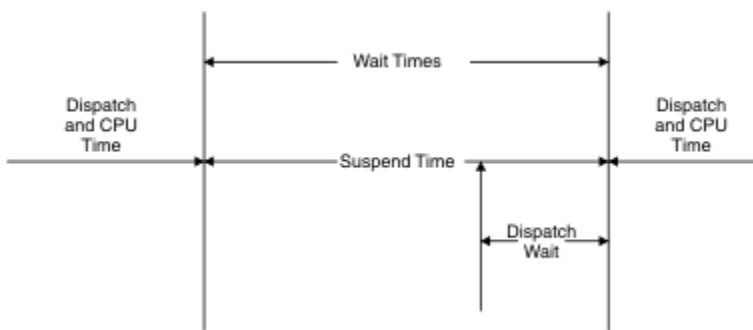 Wait Times
Dispatch
and CPU
Time
Suspend Time
Dispatch
and CPU
Time
Dispatch
Wait